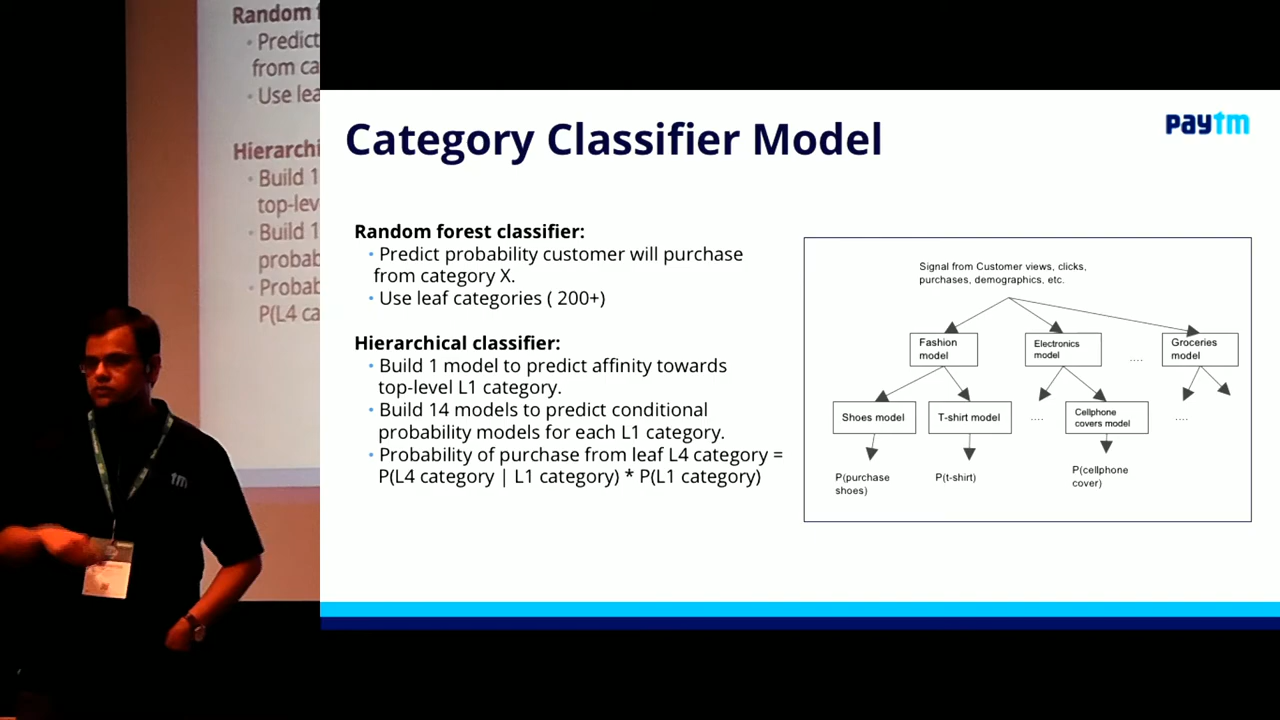 Random
Predict
from ca
Use lea
Hierarchi
Build 1
top-lev
Build 1
probab
Probab
P(L4 ca
tm
Category Classifier Model
paytm
Random forest classifier:
• Predict probability customer will purchase
from category X.
• Use leaf categories ( 200+)
Hierarchical classifier:
• Build 1 model to predict affinity towards
top-level L1 category.
• Build 14 models to predict conditional
probability models for each L1 category.
• Probability of purchase from leaf L4 category =
P(L4 category | L1 category) * P(L1 category)
Signal from Customer views, clicks,
purchases, demographics, etc.
Fashion
model
Electronics
model
....
Groceries
model
Shoes model
T-shirt model
....
Cellphone
covers model
....
P(purchase
shoes)
P(t-shirt)
P(cellphone
cover)